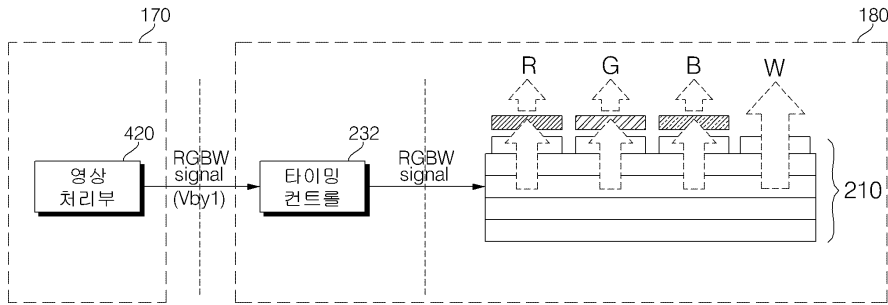 170
180
R G B W
420
영상
처리부
RGBW
signal
(Vby1)
232
타이밍
컨트롤
RGBW
signal
210